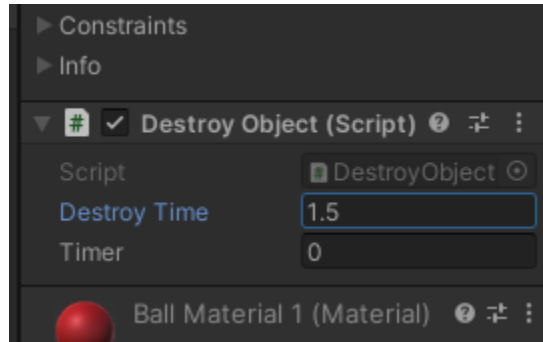 Constraints
Info
Destroy Object (Script)
Script DestroyObject
Destroy Time 1.5
Timer 0
Ball Material 1 (Material)